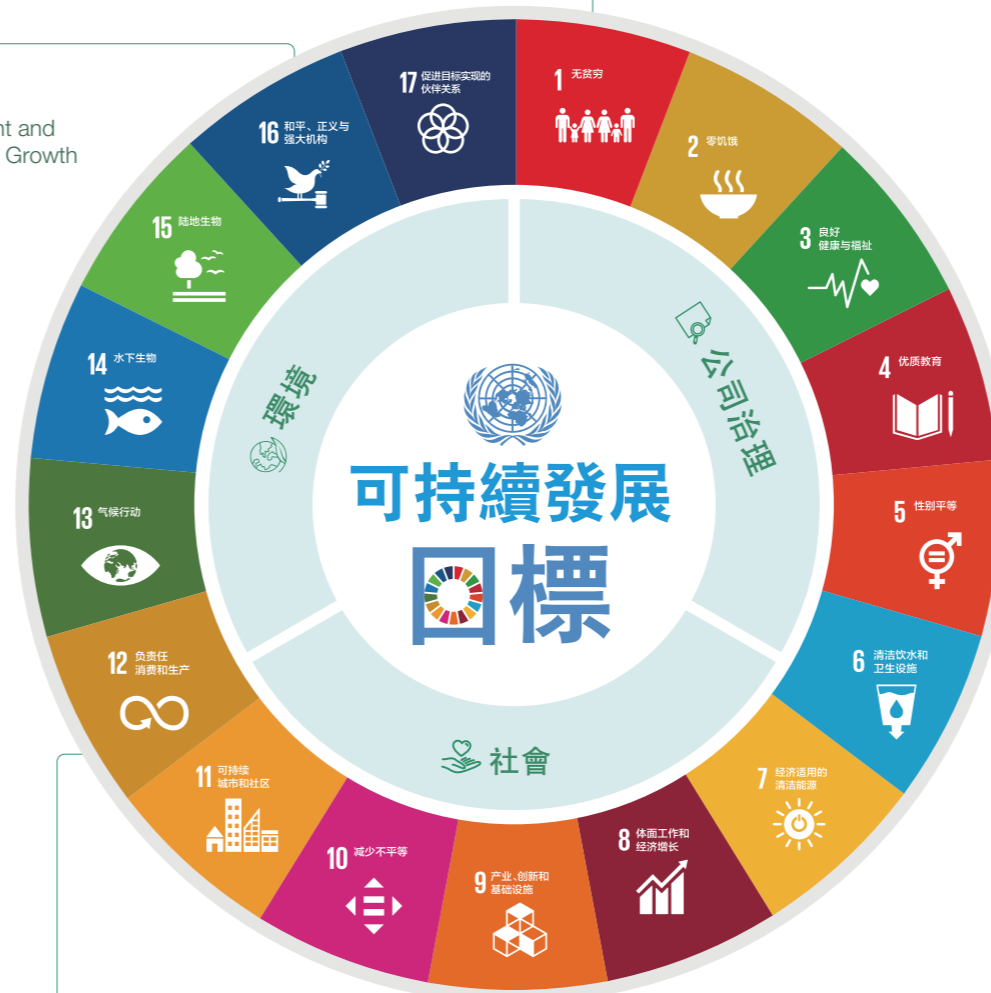 nt and
Growth
1 无贫穷
2 零饥饿
3 良好
健康与福祉
4 优质教育
5 性别平等
6 清洁饮水和
卫生设施
7 经济适用的
清洁能源
8 体面工作和
经济增长
9 产业、创新和
基础设施
10 减少不平等
11 可持续
城市和社区
12 负责任
消费和生产
13 气候行动
14 水下生物
15 陆地生物
16 和平、正义与
强大机构
17 促进目标实现的
伙伴关系
環境
公司治理
社會
可持續發展
目標